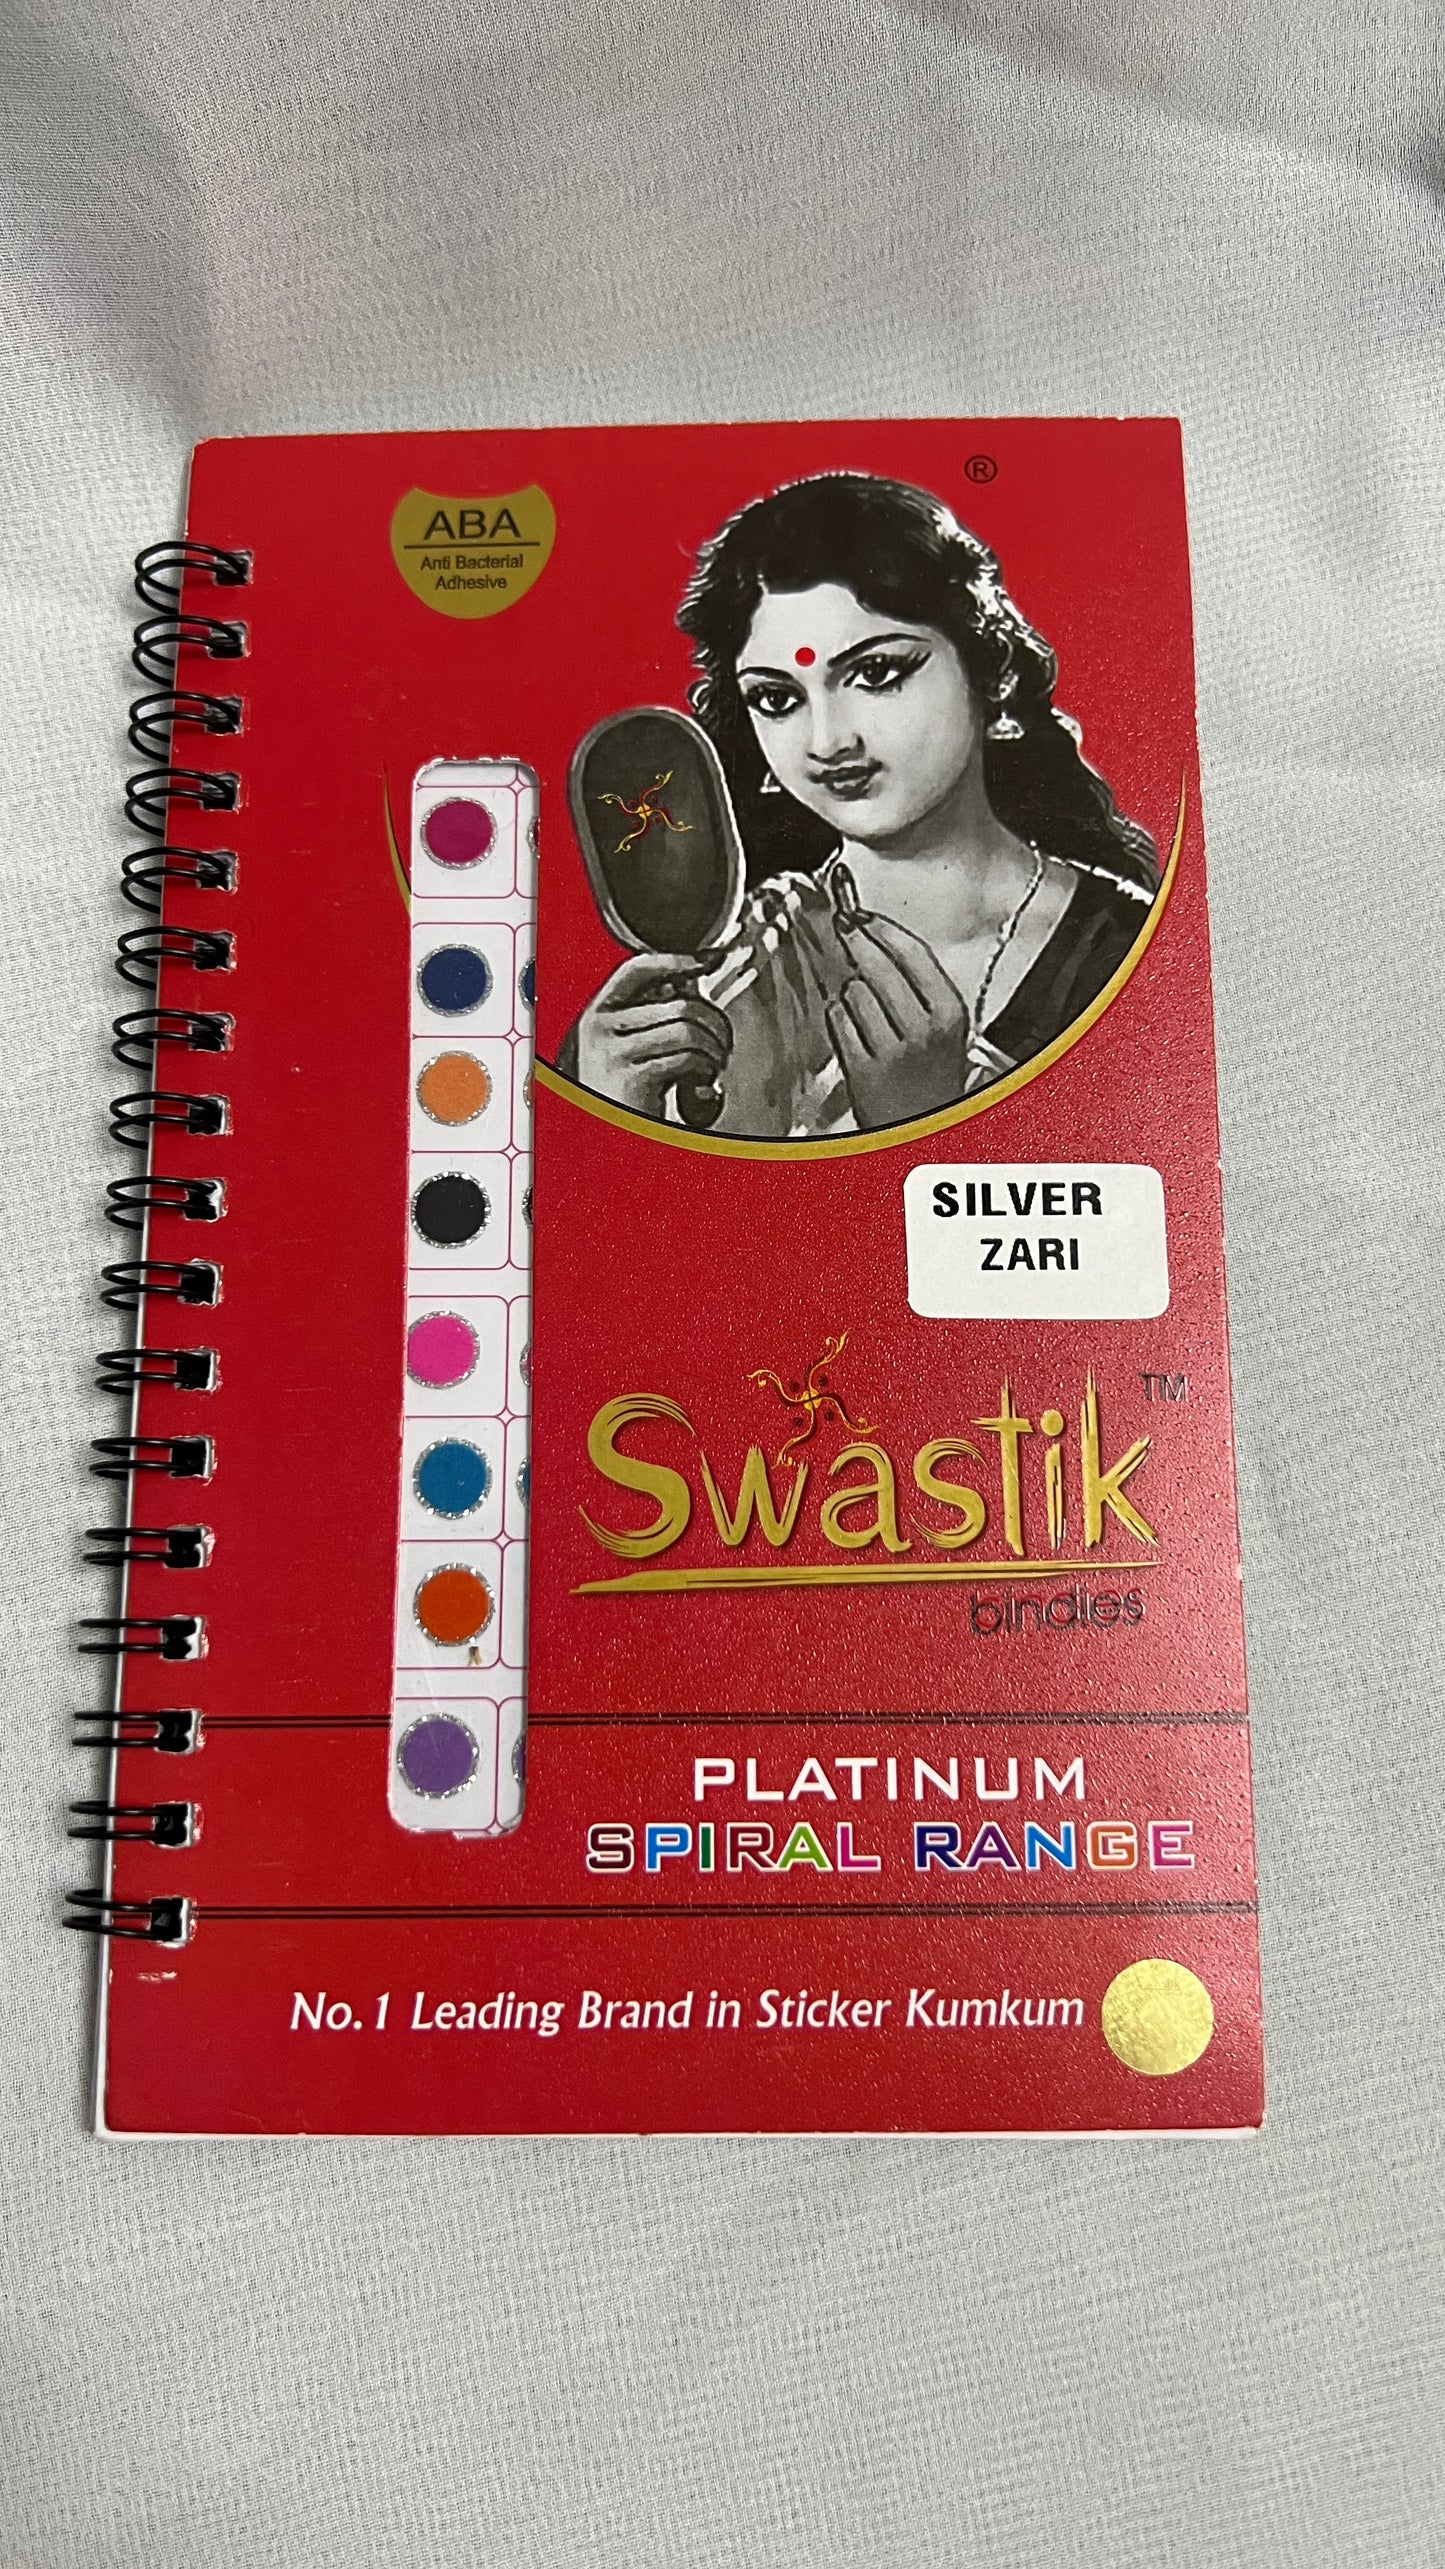 ®
ABA
Anti Bacterial
Adhesive
SILVER
ZARI
Swastik ™
bindies
PLATINUM
SPIRAL RANGE
No. 1 Leading Brand in Sticker Kumkum